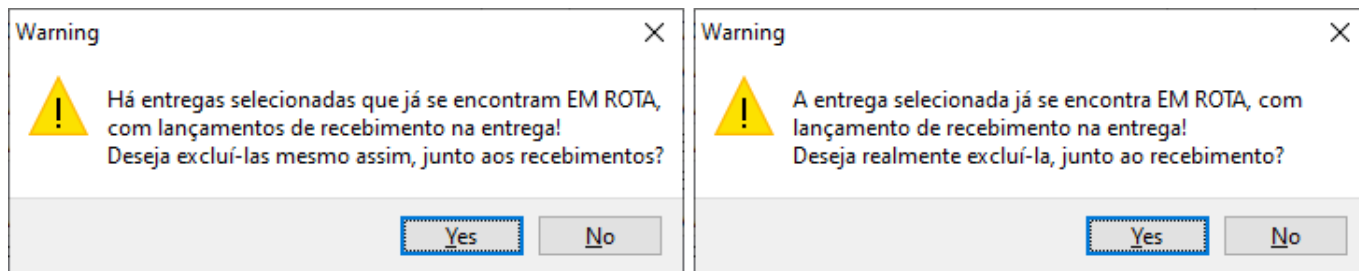 Warning
Há entregas selecionadas que já se encontram EM ROTA,
com lançamentos de recebimento na entrega!
Deseja excluí-las mesmo assim, junto aos recebimentos?
Yes
No
Warning
A entrega selecionada já se encontra EM ROTA, com
lançamento de recebimento na entrega!
Deseja realmente excluí-la, junto ao recebimento?
Yes
No